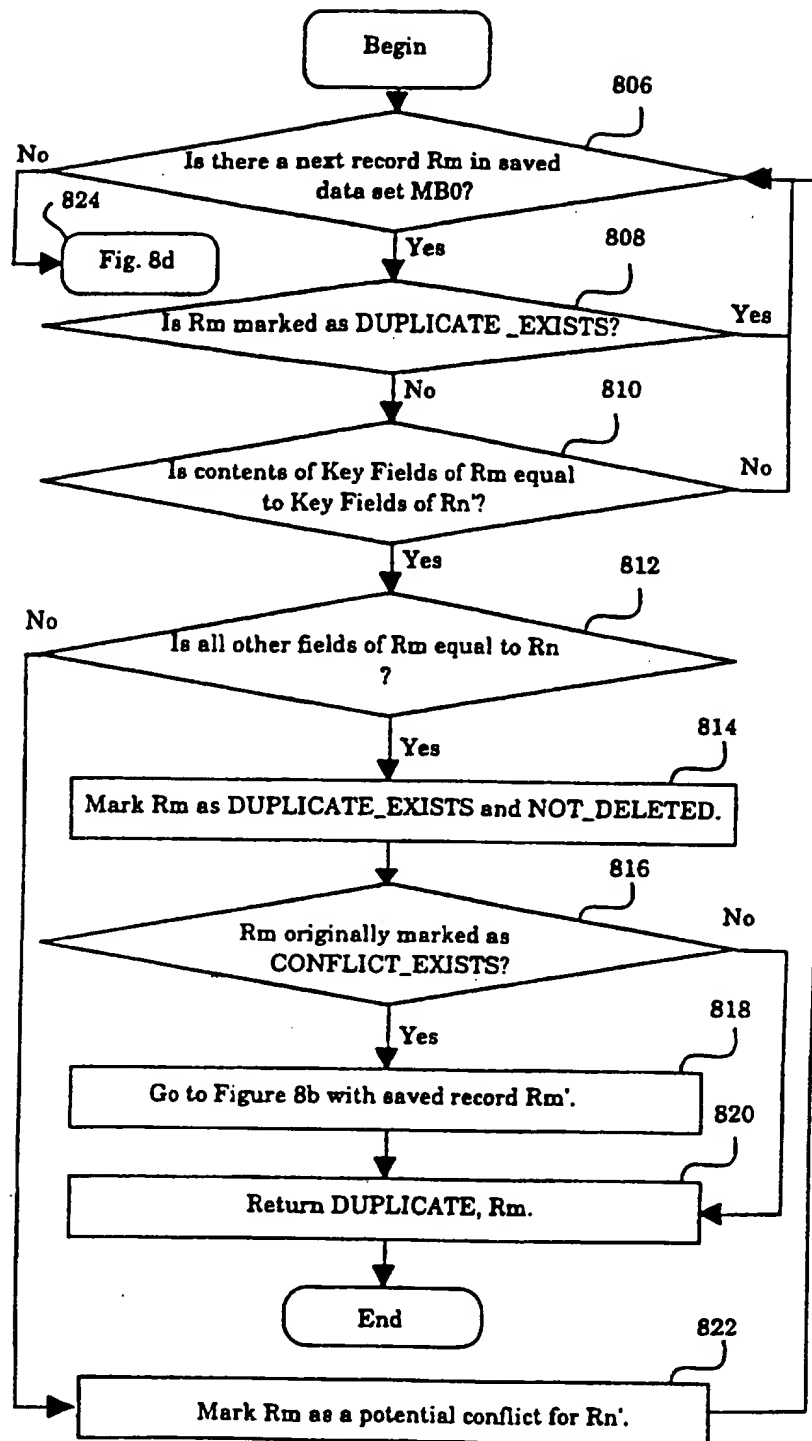 Begin
806
No
Is there a next record Rm in saved
data set MB0?
824
Fig. 8d
Yes
808
Is Rm marked as DUPLICATE_EXISTS?
Yes
No
810
Is contents of Key Fields of Rm equal
to Key Fields of Rn'?
No
Yes
812
No
Is all other fields of Rm equal to Rn
?
Yes
814
Mark Rm as DUPLICATE_EXISTS and NOT_DELETED.
816
No
Rm originally marked as
CONFLICT_EXISTS?
Yes
818
Go to Figure 8b with saved record Rm'.
820
Return DUPLICATE, Rm.
End
822
Mark Rm as a potential conflict for Rn'.